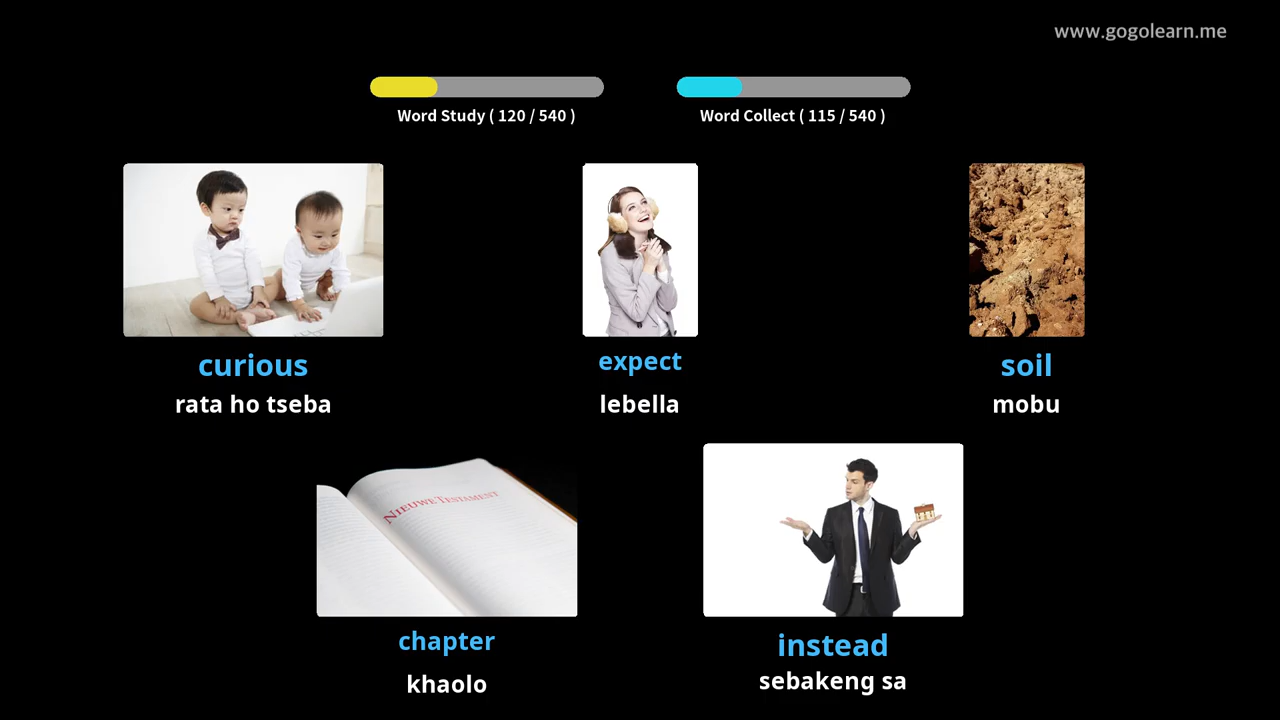 www.gogolearn.me
Word Study ( 120 / 540 )
Word Collect ( 115 / 540 )
curious
rata ho tseba
expect
lebella
soil
mobu
NIEUWE TESTAMENT
chapter
khaolo
instead
sebakeng sa